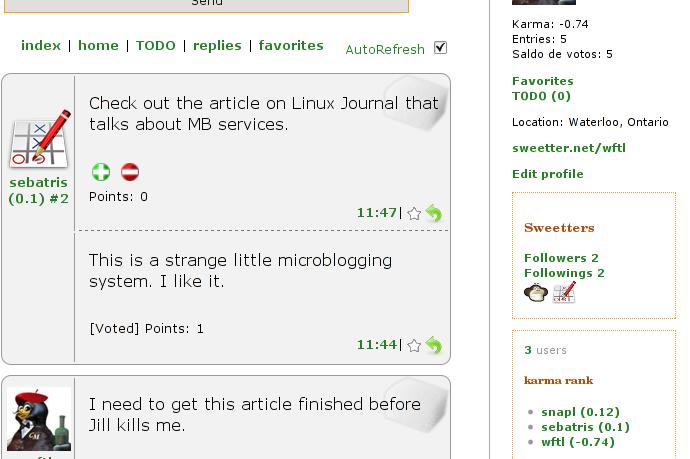 Send
index | home | TODO | replies | favorites
AutoRefresh
Check out the article on Linux Journal that
talks about MB services.
sebatris
(0.1) #2
Points: 0
11:47|
This is a strange little microblogging
system. I like it.
[Voted] Points: 1
11:44|
I need to get this article finished before
Jill kills me.
Karma: -0.74
Entries: 5
Saldo de votos: 5
Favorites
TODO (0)
Location: Waterloo, Ontario
sweetter.net/wftl
Edit profile
Sweetters
Followers 2
Followings 2
3 users
karma rank
snapl (0.12)
sebatris (0.1)
wftl (-0.74)